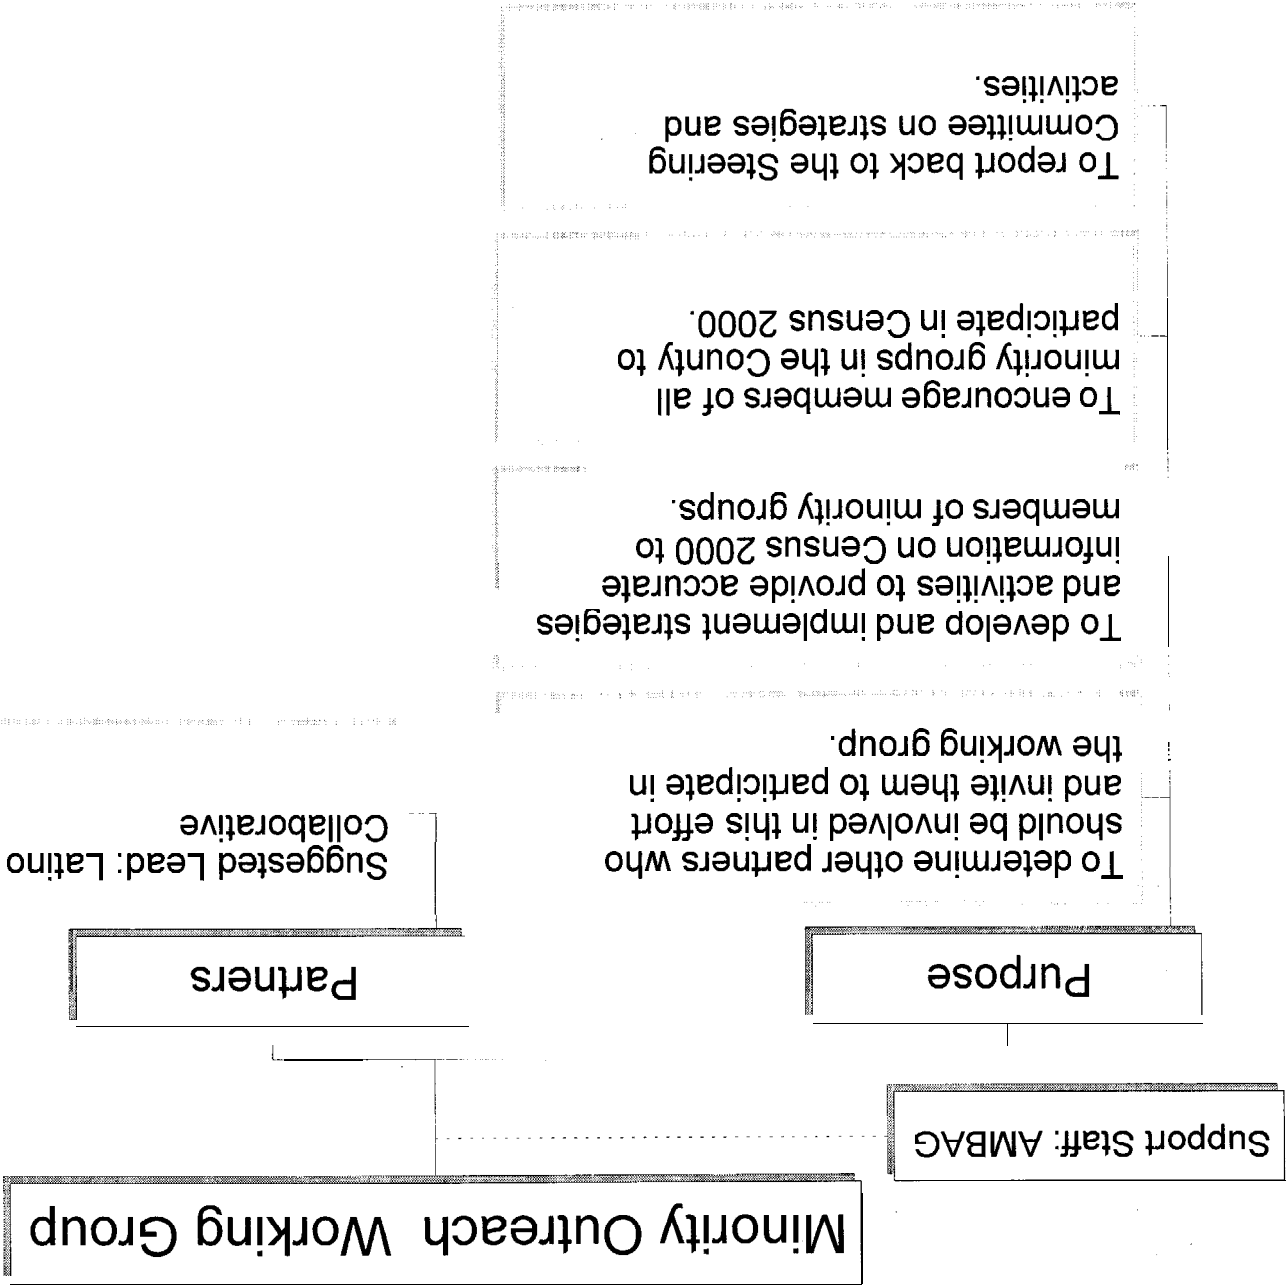 Minority Outreach Working Group
Support Staff: AMBAG
Purpose
To determine other partners who
should be involved in this effort
and invite them to participate in
the working group.
To develop and implement strategies
and activities to provide accurate
information on Census 2000 to
members of minority groups.
To encourage members of all
minority groups in the County to
participate in Census 2000.
To report back to the Steering
Committee on strategies and
activities.
Partners
Suggested Lead: Latino
Collaborative